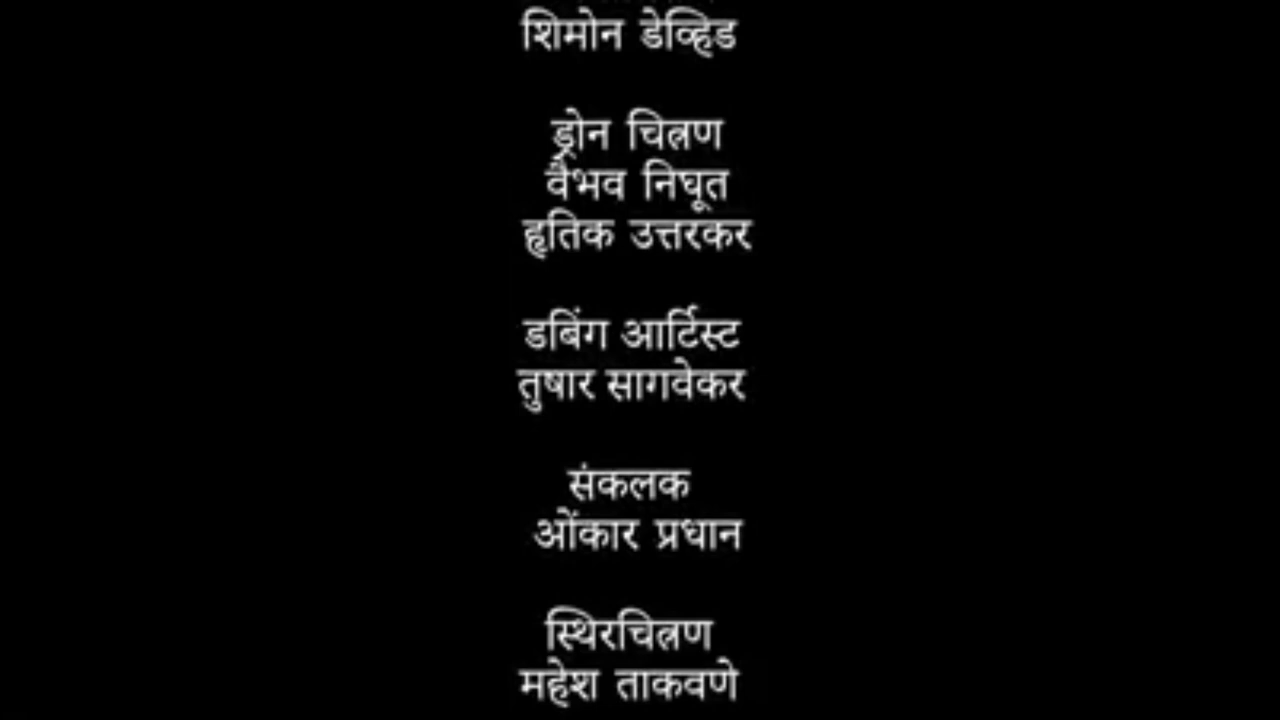 शिमोन डेव्हिड
ड्रोन चित्रण
वैभव निघूत
हृतिक उत्तरकर
डबिंग आर्टिस्ट
तुषार सागवेकर
संकलक
ओंकार प्रधान
स्थिरचित्रण
महेश ताकवणे